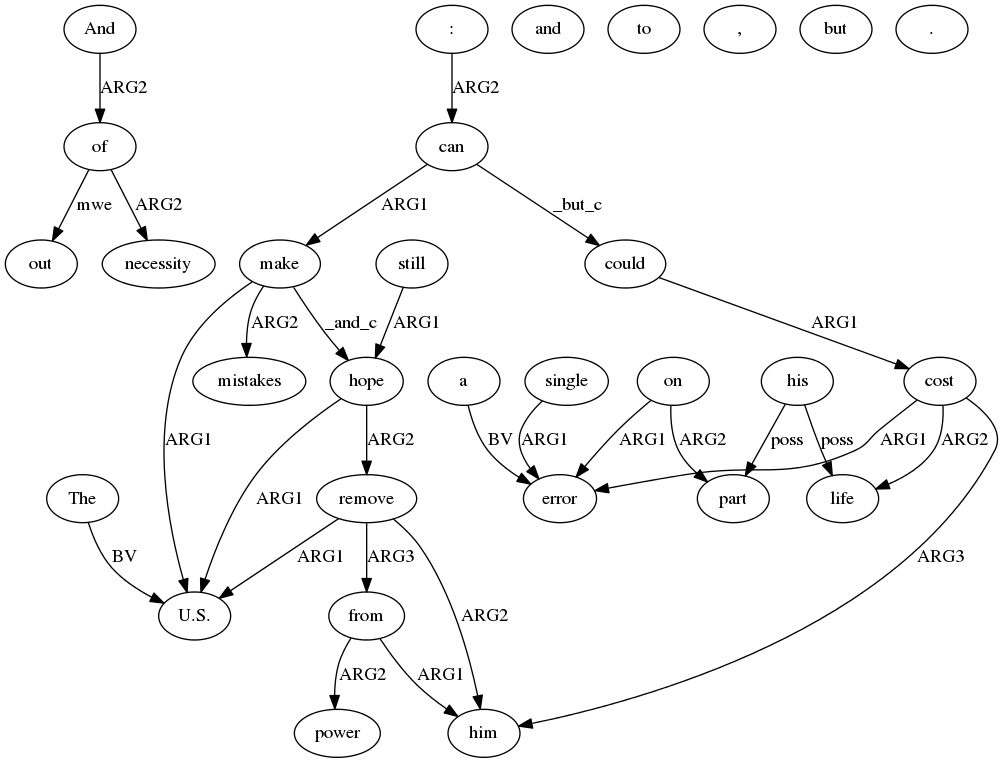 And : and to , but .
ARG2 ARG2
of can
mwe ARG2 ARG1 _but_c
out necessity make still could
ARG2 _and_c ARG1 ARG1
mistakes hope a single on his cost
ARG1 ARG2 BV ARG1 ARG1 ARG2 poss poss ARG1 ARG2
The ARG1 remove error part life
BV ARG1 ARG3 ARG2 ARG3
U.S. from
ARG2 ARG1
power him